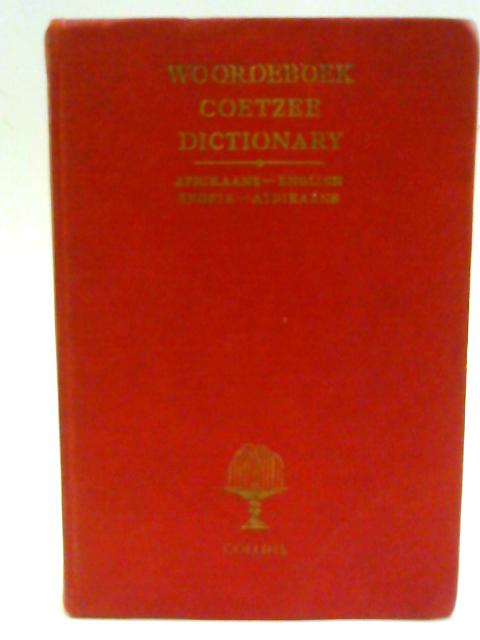 WOORDEBOEK
COETZEE
DICTIONARY
AFRIKAANS—ENGLISH
ENGELS—AFRIKAANS
COLLINS